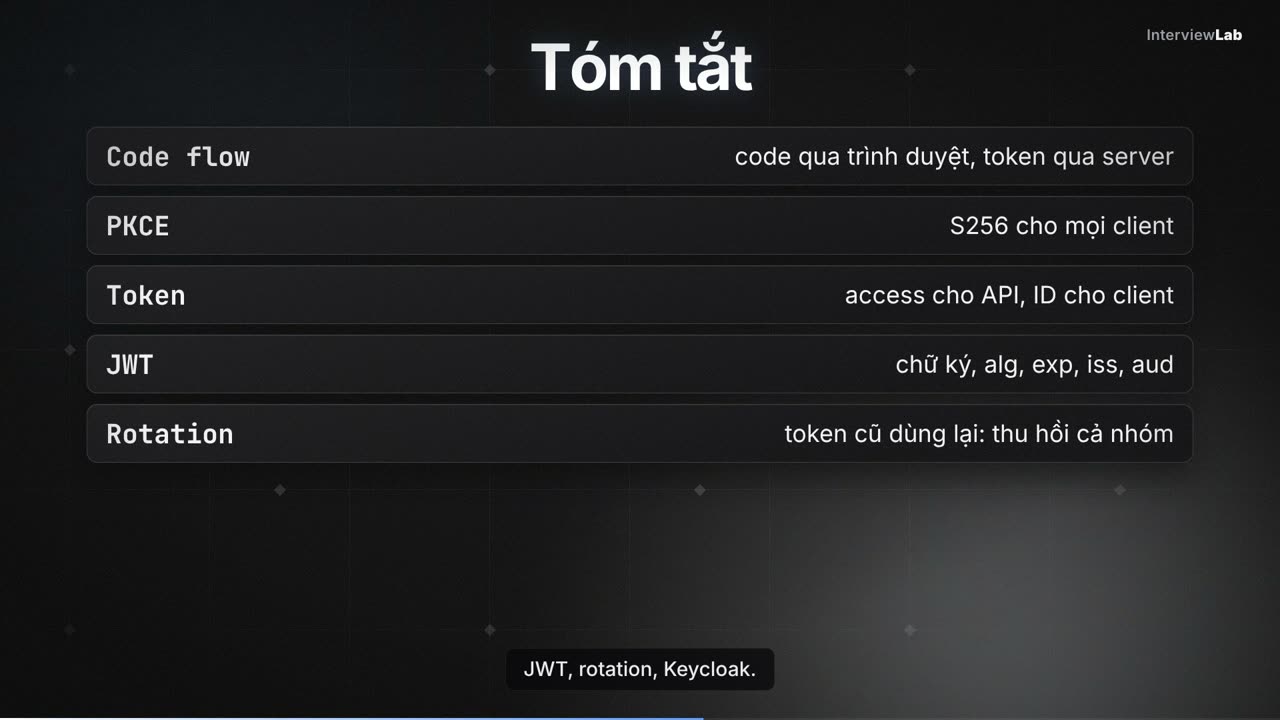 InterviewLab
Tóm tắt
Code flow code qua trình duyệt, token qua server
PKCE S256 cho mọi client
Token access cho API, ID cho client
JWT chữ ký, alg, exp, iss, aud
Rotation token cũ dùng lại: thu hồi cả nhóm
JWT, rotation, Keycloak.